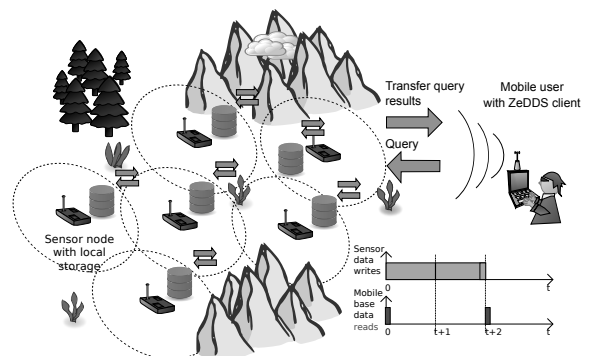 Transfer query
results
Mobile user
with ZeDDS client
Query
Sensor node
with local
storage
Sensor
data
writes
0
t
Mobile
base
data
reads
0
t+1
t+2
t